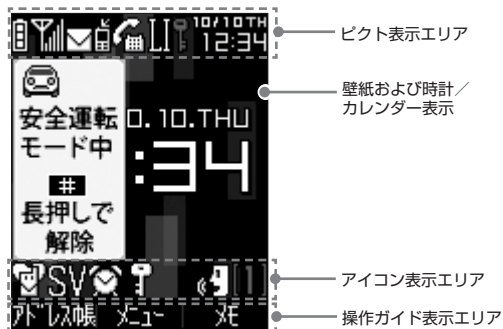 10/10TH
12:34
ピクト表示エリア
壁紙および時計／
カレンダー表示
安全運転
モード中
#
長押しで
解除
0.10.THU
:34
SV
アイコン表示エリア
アドレス帳 メニュー メモ
操作ガイド表示エリア